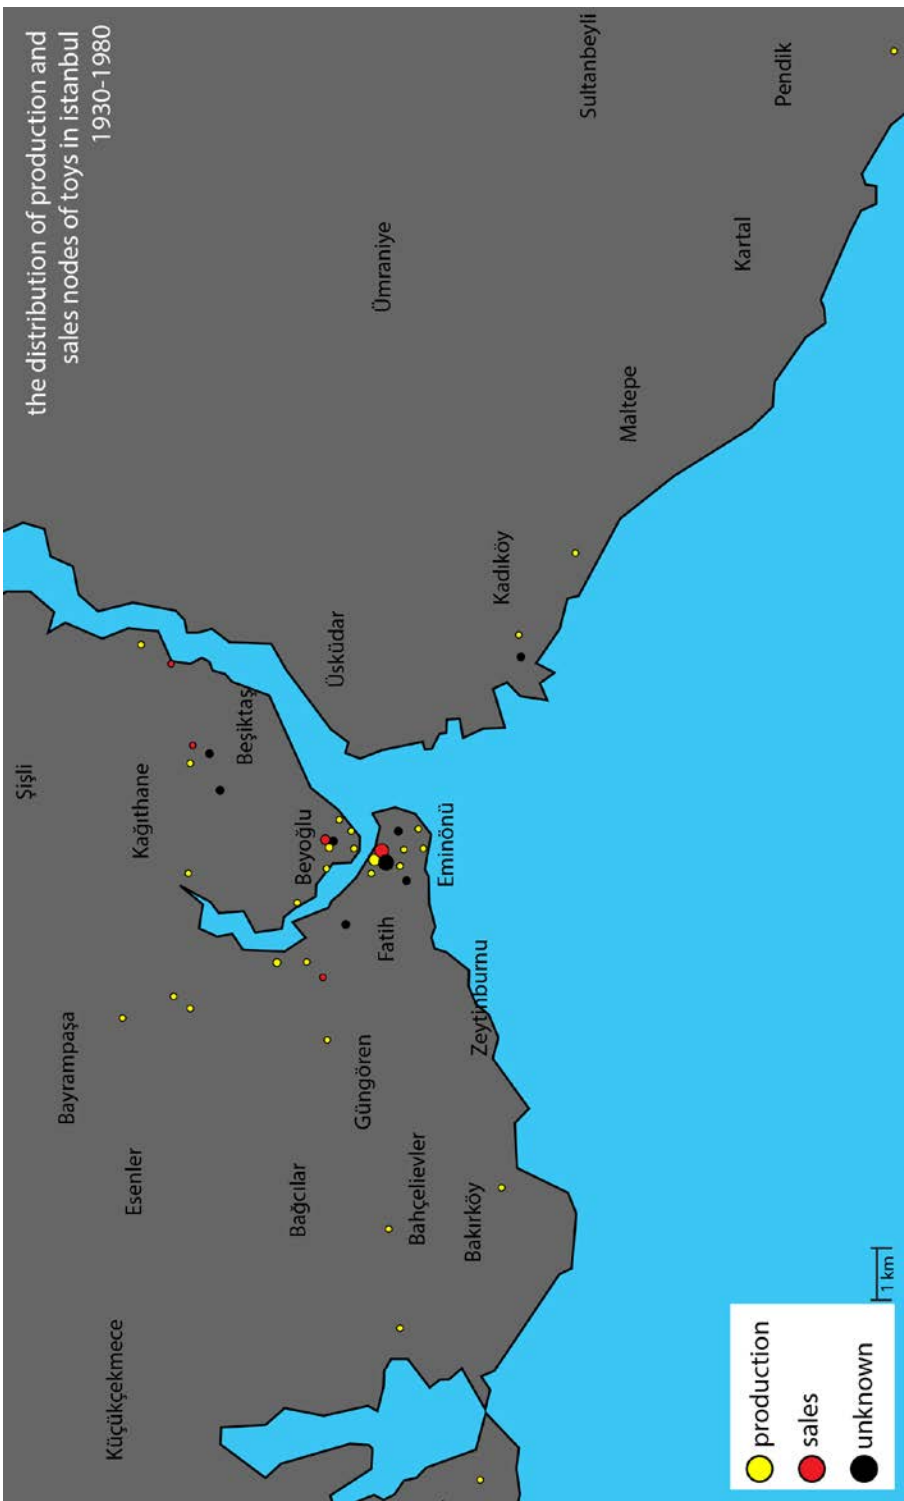 the distribution of production and
sales nodes of toys in istanbul
1930-1980
Şişli
Kağıthane
Beşiktaş
Beyoğlu
Üsküdar
Ümraniye
Sultanbeyli
Pendik
Kartal
Maltepe
Kadıköy
Eminönü
Fatih
Zeytinburnu
Bayrampaşa
Güngören
Esenler
Bağcılar
Bahçelievler
Bakırköy
Küçükçekmece
production
sales
unknown
1 km